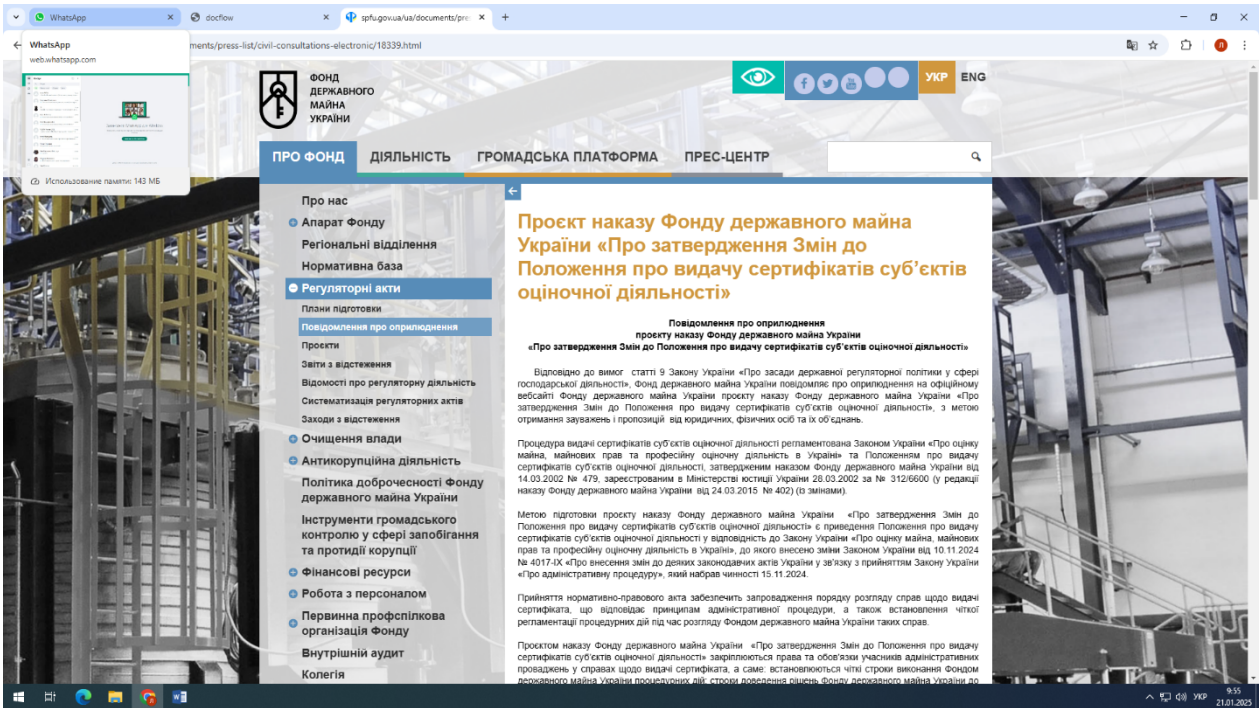 WhatsApp
docflow
spfu.gov.ua/ua/documents/pre
WhatsApp
web.whatsapp.com
Использование памяти: 143 МБ
ments/press-list/civil-consultations-electronic/18339.html
ФОНД
ДЕРЖАВНОГО
МАЙНА
УКРАЇНИ
УКР ENG
ПРО ФОНД ДІЯЛЬНІСТЬ ГРОМАДСЬКА ПЛАТФОРМА ПРЕС-ЦЕНТР
Про нас
Апарат Фонду
Регіональні відділення
Нормативна база
Регуляторні акти
Плани підготовки
Повідомлення про оприлюднення
Проєкти
Звіти з відстеження
Відомості про регуляторну діяльність
Систематизація регуляторних актів
Заходи з відстеження
Очищення влади
Антикорупційна діяльність
Політика доброчесності Фонду
державного майна України
Інструменти громадського
контролю у сфері запобігання
та протидії корупції
Фінансові ресурси
Робота з персоналом
Первинна профспілкова
організація Фонду
Внутрішній аудит
Колегія
Проєкт наказу Фонду державного майна
України «Про затвердження Змін до
Положення про видачу сертифікатів суб’єктів
оціночної діяльності»
Повідомлення про оприлюднення
проєкту наказу Фонду державного майна України
«Про затвердження Змін до Положення про видачу сертифікатів суб’єктів оціночної діяльності»
Відповідно до вимог статті 9 Закону України «Про засади державної регуляторної політики у сфері
господарської діяльності», Фонд державного майна України повідомляє про оприлюднення на офіційному
вебсайті Фонду державного майна України проєкту наказу Фонду державного майна України «Про
затвердження Змін до Положення про видачу сертифікатів суб’єктів оціночної діяльності», з метою
отримання зауважень і пропозицій від юридичних, фізичних осіб та їх об’єднань.
Процедура видачі сертифікатів суб’єктів оціночної діяльності регламентована Законом України «Про оцінку
майна, майнових прав та професійну оціночну діяльність в Україні» та Положенням про видачу
сертифікатів суб’єктів оціночної діяльності, затвердженим наказом Фонду державного майна України від
14.03.2002 № 479, зареєстрованим в Міністерстві юстиції України 28.03.2002 за № 312/6600 (у редакції
наказу Фонду державного майна України від 24.03.2015 № 402) (із змінами).
Метою підготовки проєкту наказу Фонду державного майна України «Про затвердження Змін до
Положення про видачу сертифікатів суб’єктів оціночної діяльності» є приведення Положення про видачу
сертифікатів суб’єктів оціночної діяльності у відповідність до Закону України «Про оцінку майна, майнових
прав та професійну оціночну діяльність в Україні», до якого внесено зміни Законом України від 10.11.2024
№ 4017-IX «Про внесення змін до деяких законодавчих актів України у зв’язку з прийняттям Закону України
«Про адміністративну процедуру», який набрав чинності 15.11.2024.
Прийняття нормативно-правового акта забезпечить запровадження порядку розгляду справ щодо видачі
сертифіката, що відповідає принципам адміністративної процедури, а також встановлення чіткої
регламентації процедурних дій під час розгляду Фондом державного майна України таких справ.
Проєктом наказу Фонду державного майна України «Про затвердження Змін до Положення про видачу
сертифікатів суб’єктів оціночної діяльності» закріплюються права та обов’язки учасників адміністративних
проваджень у справах щодо видачі сертифіката, а саме: встановлюються чіткі строки виконання Фондом
державного майна України процедурних дій; строки доведення рішень Фонду державного майна України до
УКР
9:55
21.01.2025